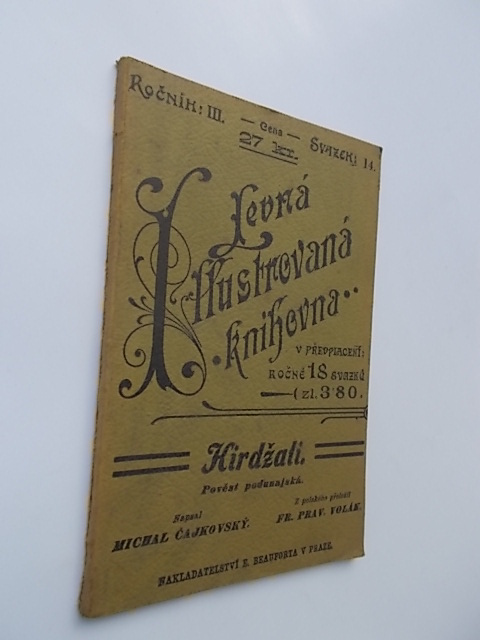 Ročník: III.
— Cena —
27 kr.
Svazek: 14.
Levná
Illustrovaná
knihovna
V předplacení:
ročně 18 svazků
zl. 3·80.
Kirdžali.
Pověst podunajská.
Napsal
MICHAL ČAJKOVSKÝ.
Z polského přeložil
FR. PRAV. VOLÁK.
NAKLADATELSTVÍ E. BEAUFORTA V PRAZE.